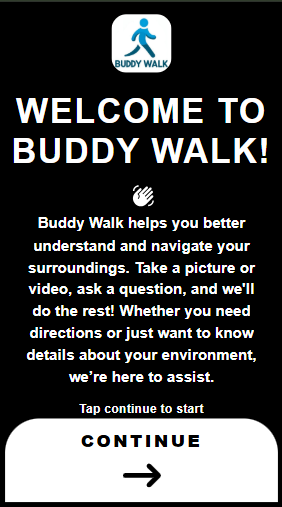 BUDDY WALK
WELCOME TO
BUDDY WALK!
Buddy Walk helps you better
understand and navigate your
surroundings. Take a picture or
video, ask a question, and we'll
do the rest! Whether you need
directions or just want to know
details about your environment,
we’re here to assist.
Tap continue to start
CONTINUE